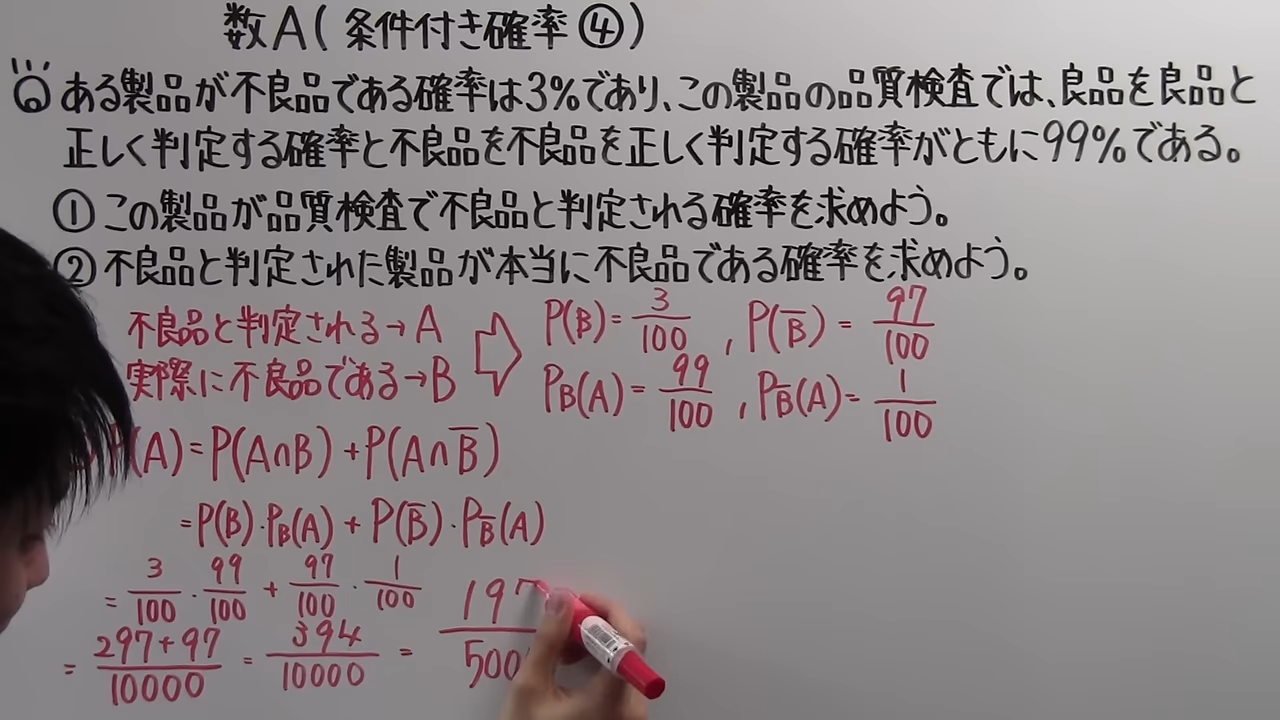 数A(条件付き確率④)
ある製品が不良品である確率は3%であり、この製品の品質検査では、良品を良品と
正しく判定する確率と不良品を不良品を正しく判定する確率がともに99%である。
①この製品が品質検査で不良品と判定される確率を求めよう。
②不良品と判定された製品が本当に不良品である確率を求めよう。
不良品と判定される→A
実際に不良品である→B
P(B)=3/100, P(B̄)=97/100
P_B(A)=99/100, P_B̄(A)=1/100
(A)=P(A∩B)+P(A∩B̄)
=P(B)·P_B(A)+P(B̄)·P_B̄(A)
=3/100·99/100+97/100·1/100
=(297+97)/10000=394/10000=197/500